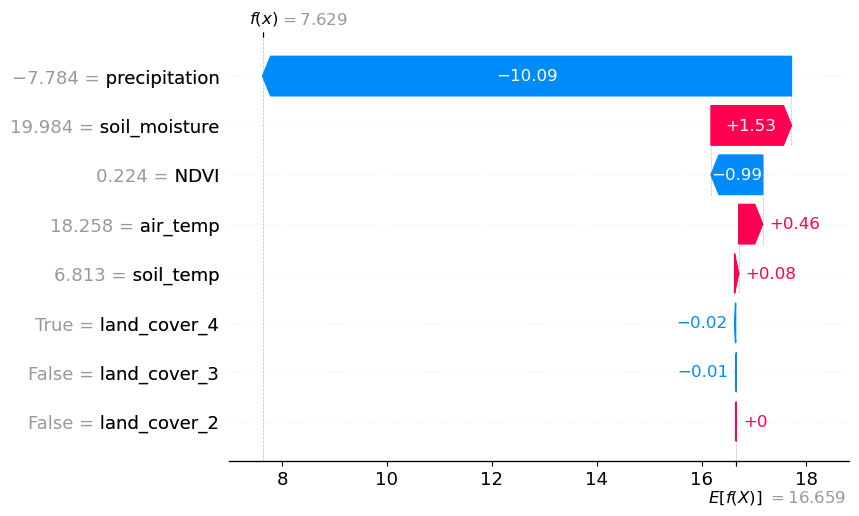 f(x) = 7.629
−7.784 = precipitation
−10.09
19.984 = soil_moisture
+1.53
0.224 = NDVI
−0.99
18.258 = air_temp
+0.46
6.813 = soil_temp
+0.08
True = land_cover_4
−0.02
False = land_cover_3
−0.01
False = land_cover_2
+0
8 10 12 14 16 18
E[f(X)] = 16.659